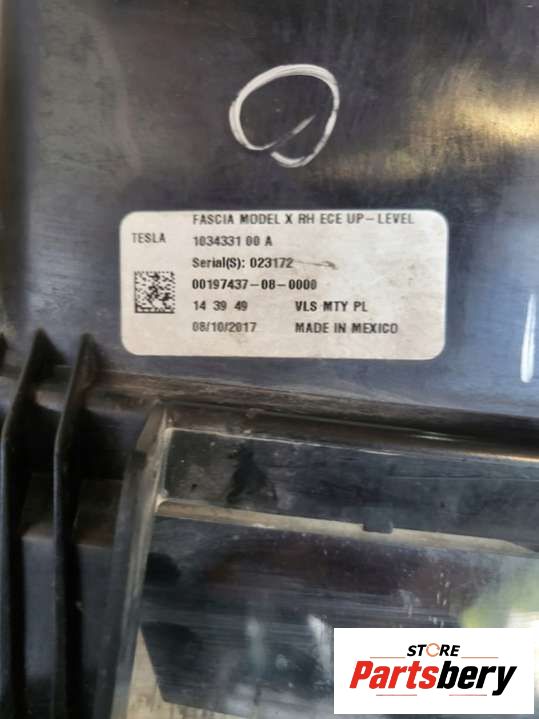 FASCIA MODEL X RH ECE UP-LEVEL
TESLA 1034331 00 A
Serial(S): 023172
00197437-08-0000
14 39 49 VLS MTY PL
08/10/2017 MADE IN MEXICO
STORE
Partsbery